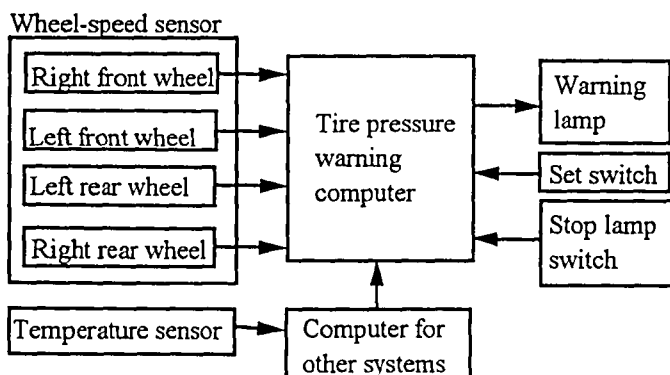 Wheel-speed sensor
Right front wheel
Left front wheel
Left rear wheel
Right rear wheel
Temperature sensor
Tire pressure
warning
computer
Computer for
other systems
Warning
lamp
Set switch
Stop lamp
switch